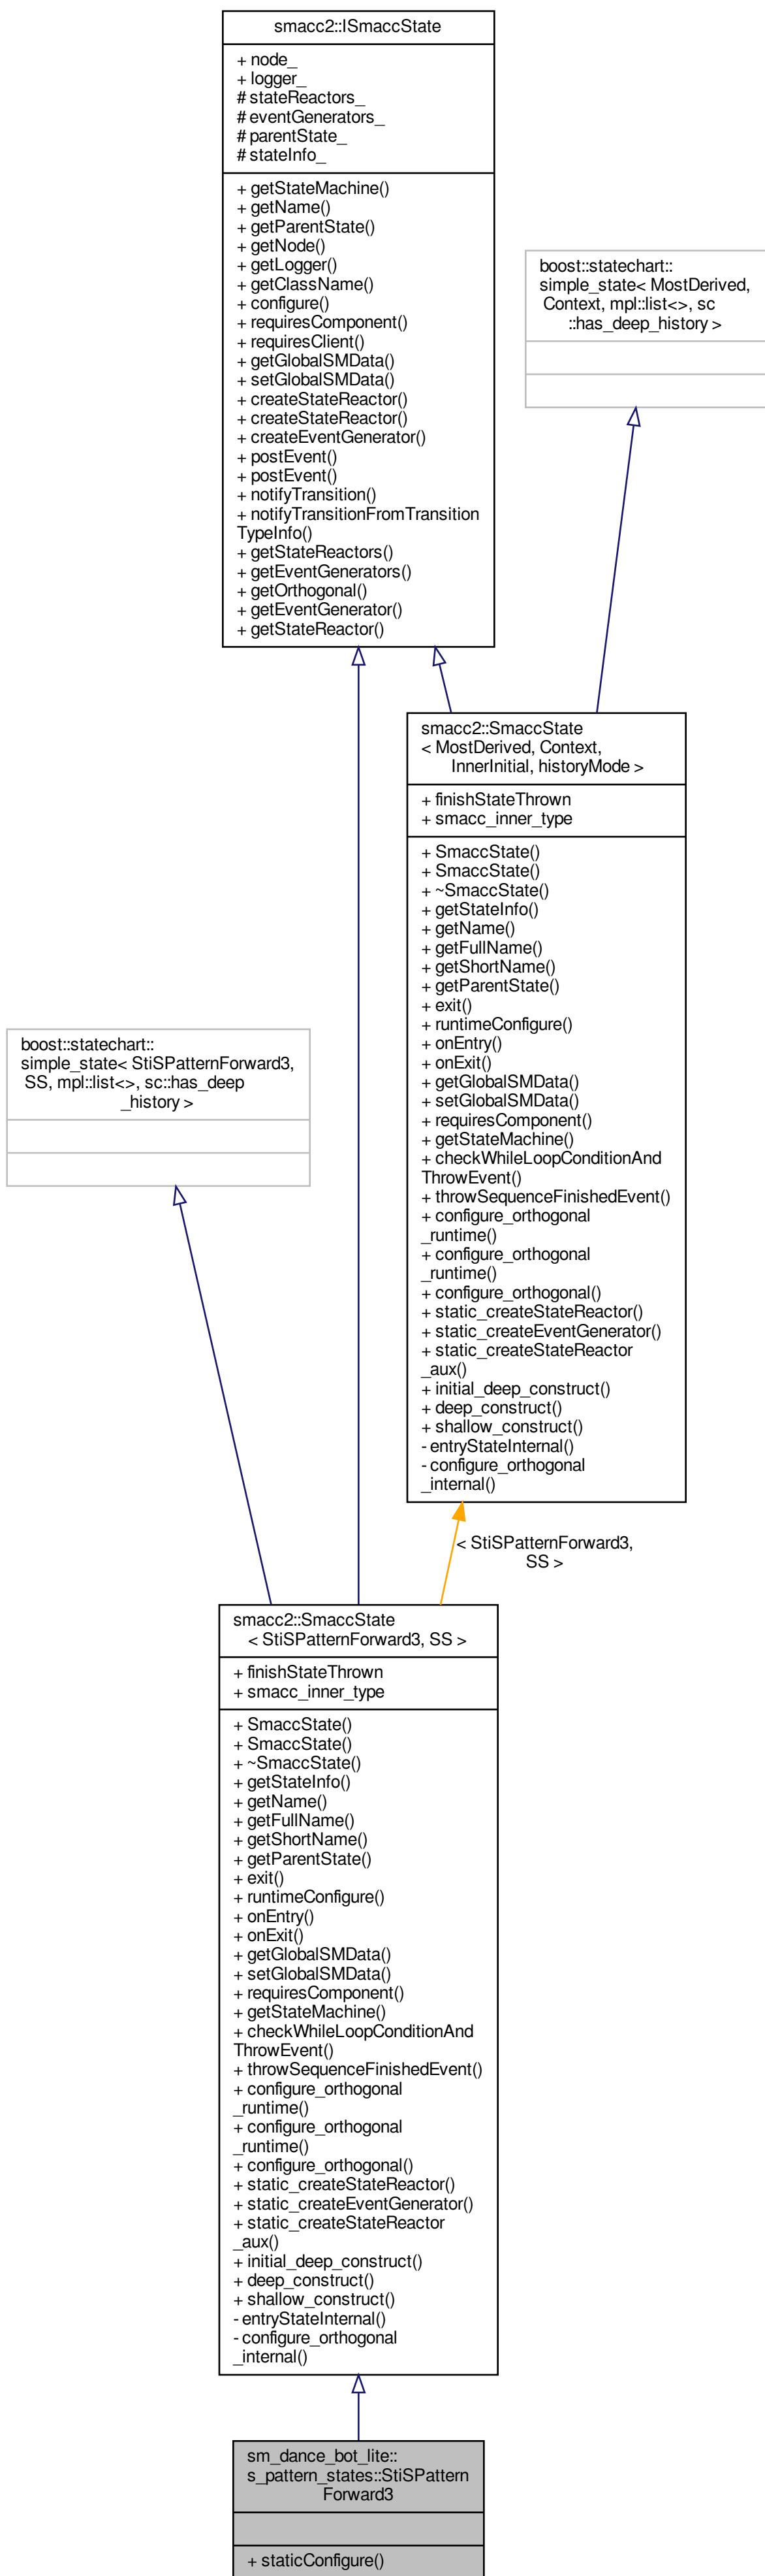 smacc2::ISmaccState
+ node_
+ logger_
# stateReactors_
# eventGenerators_
# parentState_
# stateInfo_
+ getStateMachine()
+ getName()
+ getParentState()
+ getNode()
+ getLogger()
+ getClassName()
+ configure()
+ requiresComponent()
+ requiresClient()
+ getGlobalSMData()
+ setGlobalSMData()
+ createStateReactor()
+ createStateReactor()
+ createEventGenerator()
+ postEvent()
+ postEvent()
+ notifyTransition()
+ notifyTransitionFromTransition
TypeInfo()
+ getStateReactors()
+ getEventGenerators()
+ getOrthogonal()
+ getEventGenerator()
+ getStateReactor()
boost::statechart::
simple_state< MostDerived,
Context, mpl::list<>, sc
::has_deep_history >
smacc2::SmaccState
< MostDerived, Context,
InnerInitial, historyMode >
+ finishStateThrown
+ smacc_inner_type
+ SmaccState()
+ SmaccState()
+ ~SmaccState()
+ getStateInfo()
+ getName()
+ getFullName()
+ getShortName()
+ getParentState()
+ exit()
+ runtimeConfigure()
+ onEntry()
+ onExit()
+ getGlobalSMData()
+ setGlobalSMData()
+ requiresComponent()
+ getStateMachine()
+ checkWhileLoopConditionAnd
ThrowEvent()
+ throwSequenceFinishedEvent()
+ configure_orthogonal
_runtime()
+ configure_orthogonal
_runtime()
+ configure_orthogonal()
+ static_createStateReactor()
+ static_createEventGenerator()
+ static_createStateReactor
_aux()
+ initial_deep_construct()
+ deep_construct()
+ shallow_construct()
- entryStateInternal()
- configure_orthogonal
_internal()
boost::statechart::
simple_state< StiSPatternForward3,
SS, mpl::list<>, sc::has_deep
_history >
< StiSPatternForward3,
SS >
smacc2::SmaccState
< StiSPatternForward3, SS >
+ finishStateThrown
+ smacc_inner_type
+ SmaccState()
+ SmaccState()
+ ~SmaccState()
+ getStateInfo()
+ getName()
+ getFullName()
+ getShortName()
+ getParentState()
+ exit()
+ runtimeConfigure()
+ onEntry()
+ onExit()
+ getGlobalSMData()
+ setGlobalSMData()
+ requiresComponent()
+ getStateMachine()
+ checkWhileLoopConditionAnd
ThrowEvent()
+ throwSequenceFinishedEvent()
+ configure_orthogonal
_runtime()
+ configure_orthogonal
_runtime()
+ configure_orthogonal()
+ static_createStateReactor()
+ static_createEventGenerator()
+ static_createStateReactor
_aux()
+ initial_deep_construct()
+ deep_construct()
+ shallow_construct()
- entryStateInternal()
- configure_orthogonal
_internal()
sm_dance_bot_lite::
s_pattern_states::StiSPattern
Forward3
+ staticConfigure()